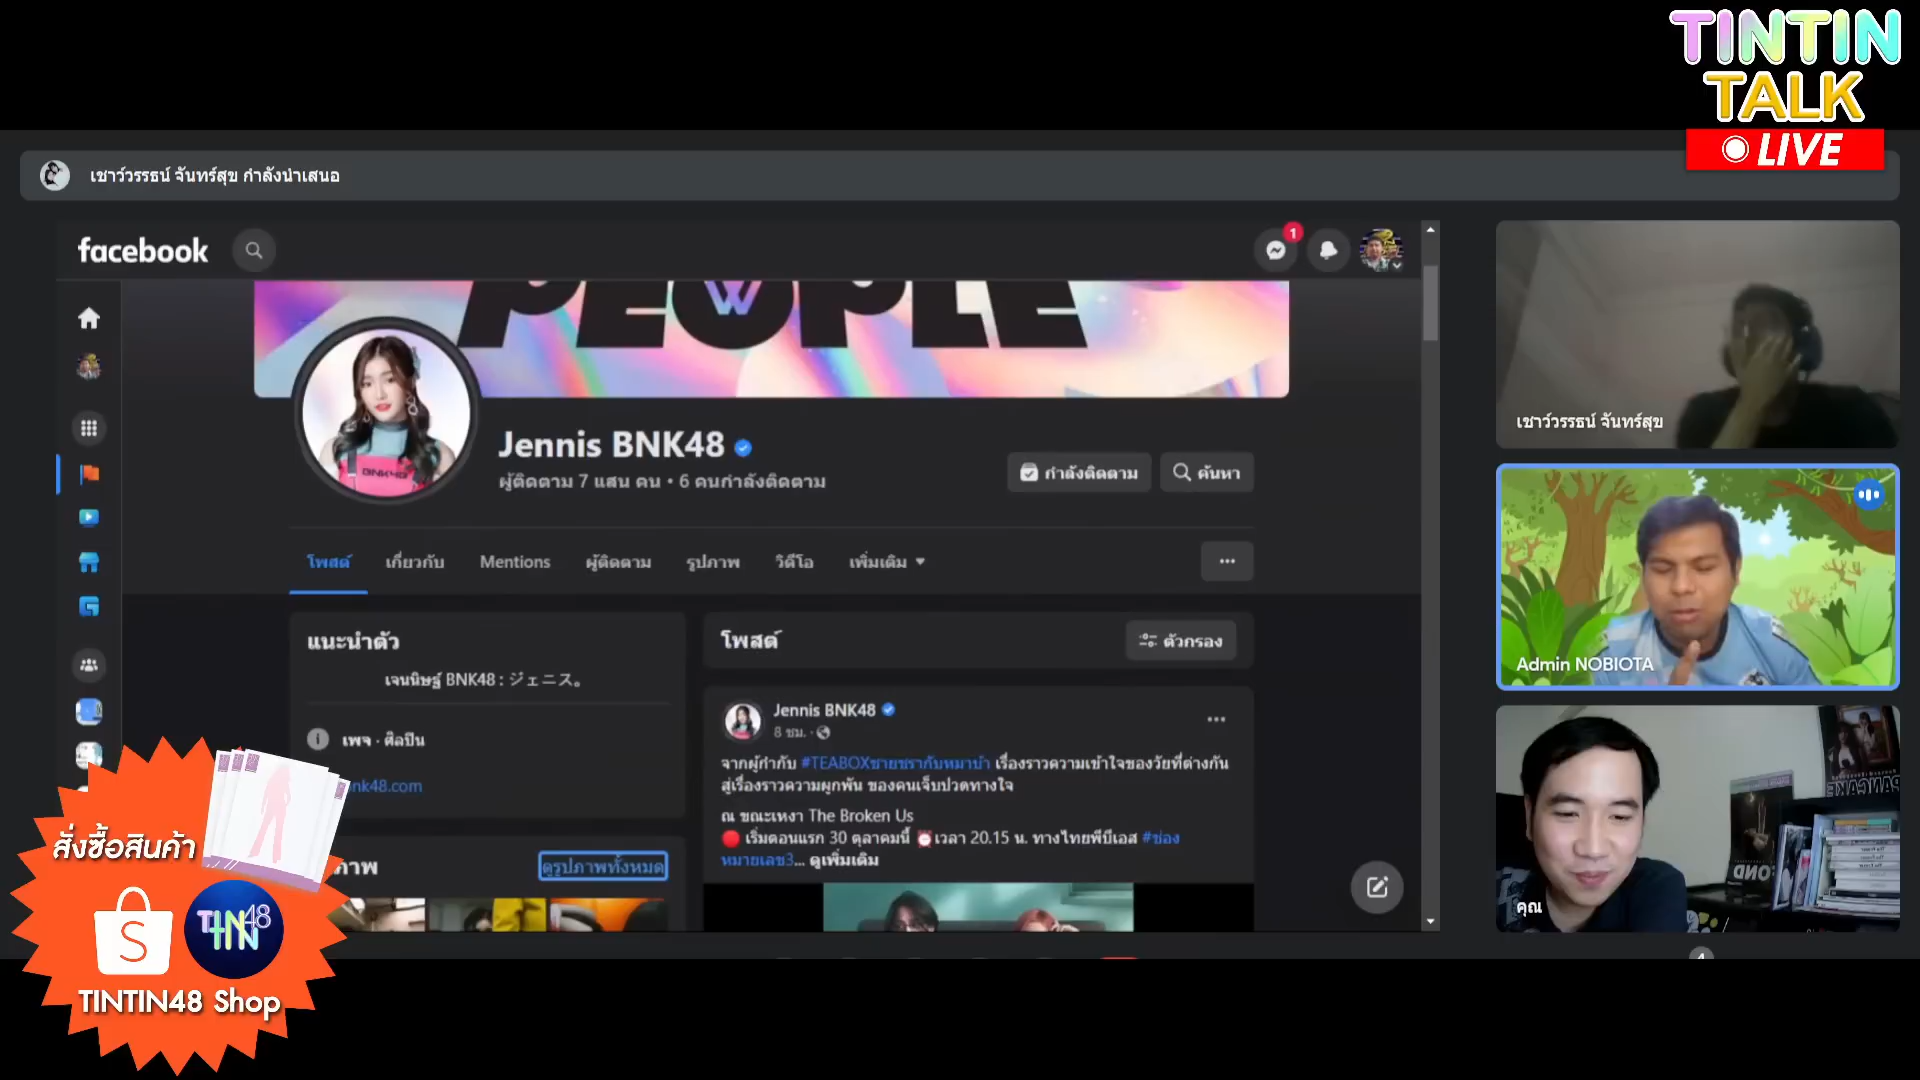 TINTIN
TALK
LIVE
เชาว์วรรธน์ จันทร์สุข กำลังนำเสนอ
facebook
1
PEOPLE
W
BNK48
Jennis BNK48
ผู้ติดตาม 7 แสน คน • 6 คนกำลังติดตาม
กำลังติดตาม
ค้นหา
โพสต์
เกี่ยวกับ
Mentions
ผู้ติดตาม
รูปภาพ
วิดีโอ
เพิ่มเติม
แนะนำตัว
เจนนิษฐ์ BNK48 : ジェニス。
เพจ · ศิลปิน
nk48.com
ภาพ
ดูรูปภาพทั้งหมด
โพสต์
ตัวกรอง
Jennis BNK48
8 ชม. ·
จากผู้กำกับ #TEABOXชายชรากับหมาบ้า เรื่องราวความเข้าใจของวัยที่ต่างกัน
สู่เรื่องราวความผูกพัน ของคนเจ็บปวดทางใจ
ณ ขณะเหงา The Broken Us
🔴 เริ่มตอนแรก 30 ตุลาคมนี้ ⏰เวลา 20.15 น. ทางไทยพีบีเอส #ช่อง
หมายเลข3... ดูเพิ่มเติม
เชาว์วรรธน์ จันทร์สุข
Admin NOBIOTA
คุณ
สั่งซื้อสินค้า
S
TINTIN48
TINTIN48 Shop